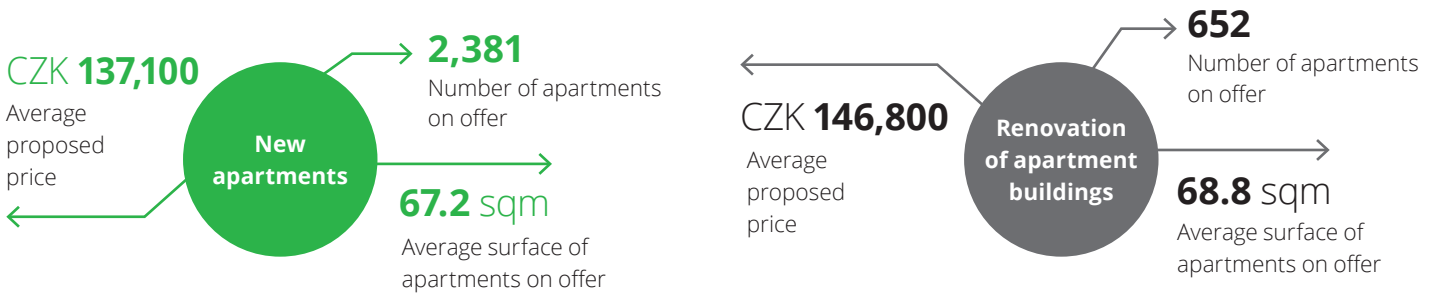 CZK 137,100
Average
proposed
price
New
apartments
2,381
Number of apartments
on offer
67.2 sqm
Average surface of
apartments on offer
CZK 146,800
Average
proposed
price
Renovation
of apartment
buildings
652
Number of apartments
on offer
68.8 sqm
Average surface of
apartments on offer